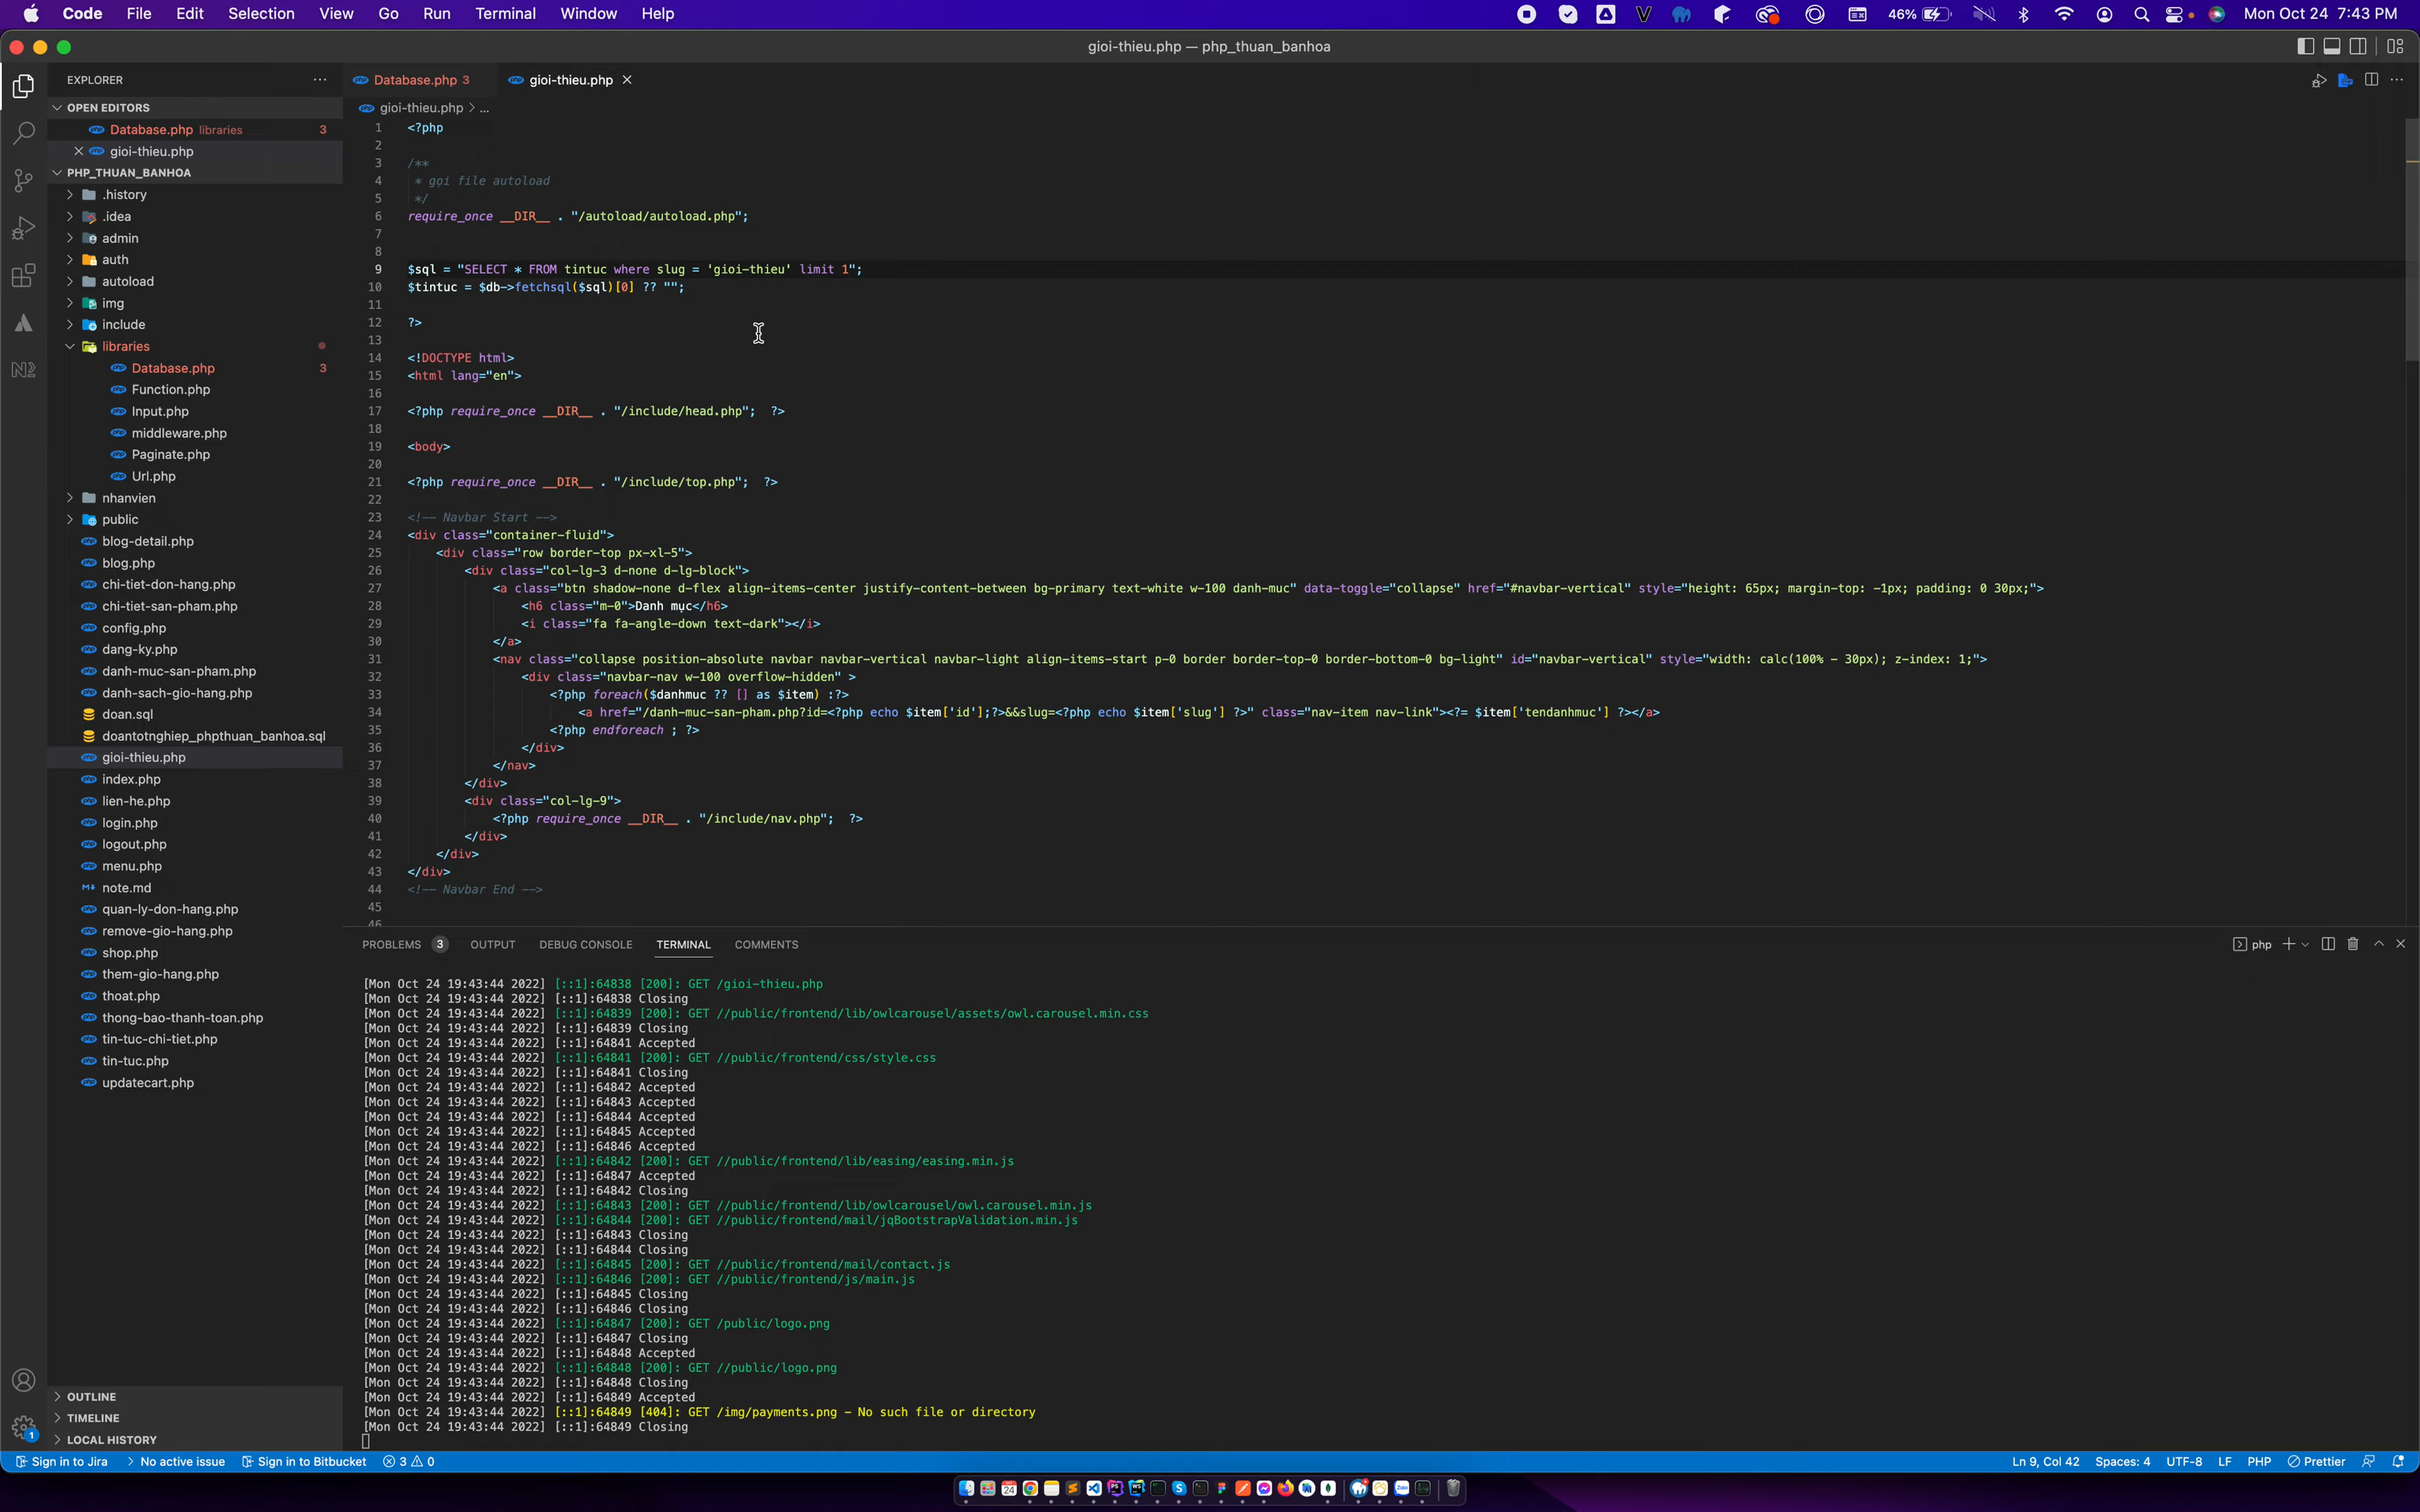 Code File Edit Selection View Go Run Terminal Window Help 46% Mon Oct 24 7:43 PM
gioi-thieu.php — php_thuan_banhoa
EXPLORER
OPEN EDITORS
Database.php libraries 3
gioi-thieu.php
PHP_THUAN_BANHOA
.history
.idea
admin
auth
autoload
img
include
libraries
Database.php 3
Function.php
Input.php
middleware.php
Paginate.php
Url.php
nhanvien
public
blog-detail.php
blog.php
chi-tiet-don-hang.php
chi-tiet-san-pham.php
config.php
dang-ky.php
danh-muc-san-pham.php
danh-sach-gio-hang.php
doan.sql
doantotnghiep_phpthuan_banhoa.sql
gioi-thieu.php
index.php
lien-he.php
login.php
logout.php
menu.php
note.md
quan-ly-don-hang.php
remove-gio-hang.php
shop.php
them-gio-hang.php
thoat.php
thong-bao-thanh-toan.php
tin-tuc-chi-tiet.php
tin-tuc.php
updatecart.php
OUTLINE
TIMELINE
LOCAL HISTORY
Database.php 3 gioi-thieu.php
gioi-thieu.php > ...
1 <?php
2
3 /**
4 * gọi file autoload
5 */
6 require_once __DIR__ . "/autoload/autoload.php";
7
8
9 $sql = "SELECT * FROM tintuc where slug = 'gioi-thieu' limit 1";
10 $tintuc = $db->fetchsql($sql)[0] ?? "";
11
12 ?>
13
14 <!DOCTYPE html>
15 <html lang="en">
16
17 <?php require_once __DIR__ . "/include/head.php"; ?>
18
19 <body>
20
21 <?php require_once __DIR__ . "/include/top.php"; ?>
22
23 <!-- Navbar Start -->
24 <div class="container-fluid">
25 <div class="row border-top px-xl-5">
26 <div class="col-lg-3 d-none d-lg-block">
27 <a class="btn shadow-none d-flex align-items-center justify-content-between bg-primary text-white w-100 danh-muc" data-toggle="collapse" href="#navbar-vertical" style="height: 65px; margin-top: -1px; padding: 0 30px;">
28 <h6 class="m-0">Danh mục</h6>
29 <i class="fa fa-angle-down text-dark"></i>
30 </a>
31 <nav class="collapse position-absolute navbar navbar-vertical navbar-light align-items-start p-0 border border-top-0 border-bottom-0 bg-light" id="navbar-vertical" style="width: calc(100% - 30px); z-index: 1;">
32 <div class="navbar-nav w-100 overflow-hidden" >
33 <?php foreach($danhmuc ?? [] as $item) :?>
34 <a href="/danh-muc-san-pham.php?id=<?php echo $item['id'];?>&&slug=<?php echo $item['slug'] ?>" class="nav-item nav-link"><?= $item['tendanhmuc'] ?></a>
35 <?php endforeach ; ?>
36 </div>
37 </nav>
38 </div>
39 <div class="col-lg-9">
40 <?php require_once __DIR__ . "/include/nav.php"; ?>
41 </div>
42 </div>
43 </div>
44 <!-- Navbar End -->
45
46
PROBLEMS 3 OUTPUT DEBUG CONSOLE TERMINAL COMMENTS php
[Mon Oct 24 19:43:44 2022] [::1]:64838 [200]: GET /gioi-thieu.php
[Mon Oct 24 19:43:44 2022] [::1]:64838 Closing
[Mon Oct 24 19:43:44 2022] [::1]:64839 [200]: GET //public/frontend/lib/owlcarousel/assets/owl.carousel.min.css
[Mon Oct 24 19:43:44 2022] [::1]:64839 Closing
[Mon Oct 24 19:43:44 2022] [::1]:64841 Accepted
[Mon Oct 24 19:43:44 2022] [::1]:64841 [200]: GET //public/frontend/css/style.css
[Mon Oct 24 19:43:44 2022] [::1]:64841 Closing
[Mon Oct 24 19:43:44 2022] [::1]:64842 Accepted
[Mon Oct 24 19:43:44 2022] [::1]:64843 Accepted
[Mon Oct 24 19:43:44 2022] [::1]:64844 Accepted
[Mon Oct 24 19:43:44 2022] [::1]:64845 Accepted
[Mon Oct 24 19:43:44 2022] [::1]:64846 Accepted
[Mon Oct 24 19:43:44 2022] [::1]:64842 [200]: GET //public/frontend/lib/easing/easing.min.js
[Mon Oct 24 19:43:44 2022] [::1]:64847 Accepted
[Mon Oct 24 19:43:44 2022] [::1]:64842 Closing
[Mon Oct 24 19:43:44 2022] [::1]:64843 [200]: GET //public/frontend/lib/owlcarousel/owl.carousel.min.js
[Mon Oct 24 19:43:44 2022] [::1]:64844 [200]: GET //public/frontend/mail/jqBootstrapValidation.min.js
[Mon Oct 24 19:43:44 2022] [::1]:64843 Closing
[Mon Oct 24 19:43:44 2022] [::1]:64844 Closing
[Mon Oct 24 19:43:44 2022] [::1]:64845 [200]: GET //public/frontend/mail/contact.js
[Mon Oct 24 19:43:44 2022] [::1]:64846 [200]: GET //public/frontend/js/main.js
[Mon Oct 24 19:43:44 2022] [::1]:64845 Closing
[Mon Oct 24 19:43:44 2022] [::1]:64846 Closing
[Mon Oct 24 19:43:44 2022] [::1]:64847 [200]: GET /public/logo.png
[Mon Oct 24 19:43:44 2022] [::1]:64847 Closing
[Mon Oct 24 19:43:44 2022] [::1]:64848 Accepted
[Mon Oct 24 19:43:44 2022] [::1]:64848 [200]: GET //public/logo.png
[Mon Oct 24 19:43:44 2022] [::1]:64848 Closing
[Mon Oct 24 19:43:44 2022] [::1]:64849 Accepted
[Mon Oct 24 19:43:44 2022] [::1]:64849 [404]: GET /img/payments.png - No such file or directory
[Mon Oct 24 19:43:44 2022] [::1]:64849 Closing
Sign in to Jira No active issue Sign in to Bitbucket 3 0 Ln 9, Col 42 Spaces: 4 UTF-8 LF PHP Prettier